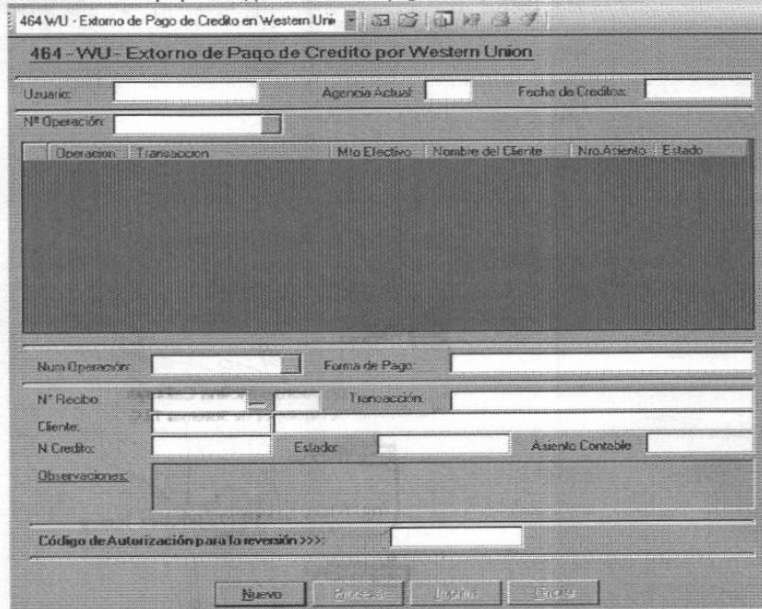 464 WU - Extorno de Pago de Credito en Western Uni
464 - WU - Extorno de Pago de Credito por Western Union
Usuario:
Agencia Actual:
Fecha de Creditos:
Nº Operación:
Operacion
Transaccion
Mto Efectivo
Nombre del Cliente
Nro.Asiento
Estado
Num Operación:
Forma de Pago:
N° Recibo
Transacción:
Cliente:
N Credito:
Estado:
Asiento Contable
Observaciones:
Código de Autorización para la reversión >>>:
Nuevo
Procesar
Imprimir